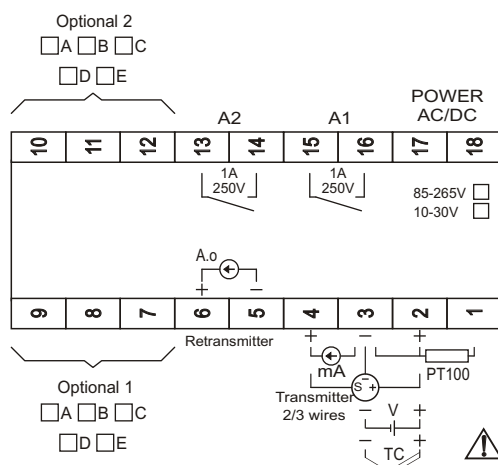 Optional 2
□A □B □C
□D □E
A2 A1 POWER
AC/DC
10 11 12 13 14 15 16 17 18
1A
250V
1A
250V
85-265V □
10-30V □
A.o
+ −
9 8 7 6 5 4 3 2 1
Retransmitter
+ − +
mA
PT100
S − +
Transmitter
2/3 wires
− V +
− +
TC
Optional 1
□A □B □C
□D □E